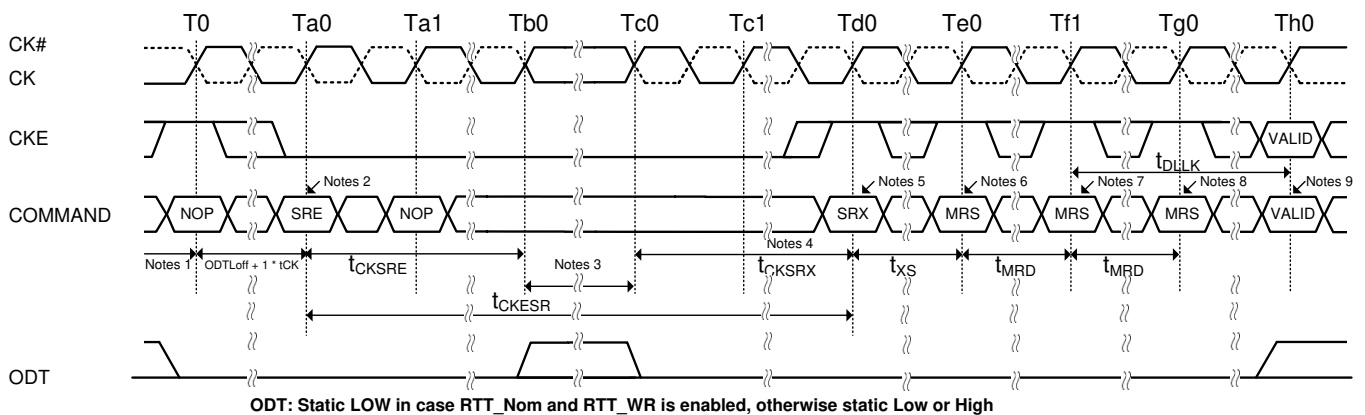 T0 Ta0 Ta1 Tb0 Tc0 Tc1 Td0 Te0 Tf1 Tg0 Th0
CK#
CK
CKE
VALID
tDLLK
Notes 2 Notes 5 Notes 6 Notes 7 Notes 8 Notes 9
COMMAND NOP SRE NOP SRX MRS MRS MRS VALID
Notes 1 ODTLoff + 1 * tCK tCKSRE Notes 3 Notes 4 tCKSRX tXS tMRD tMRD
tCKESR
ODT
ODT: Static LOW in case RTT_Nom and RTT_WR is enabled, otherwise static Low or High